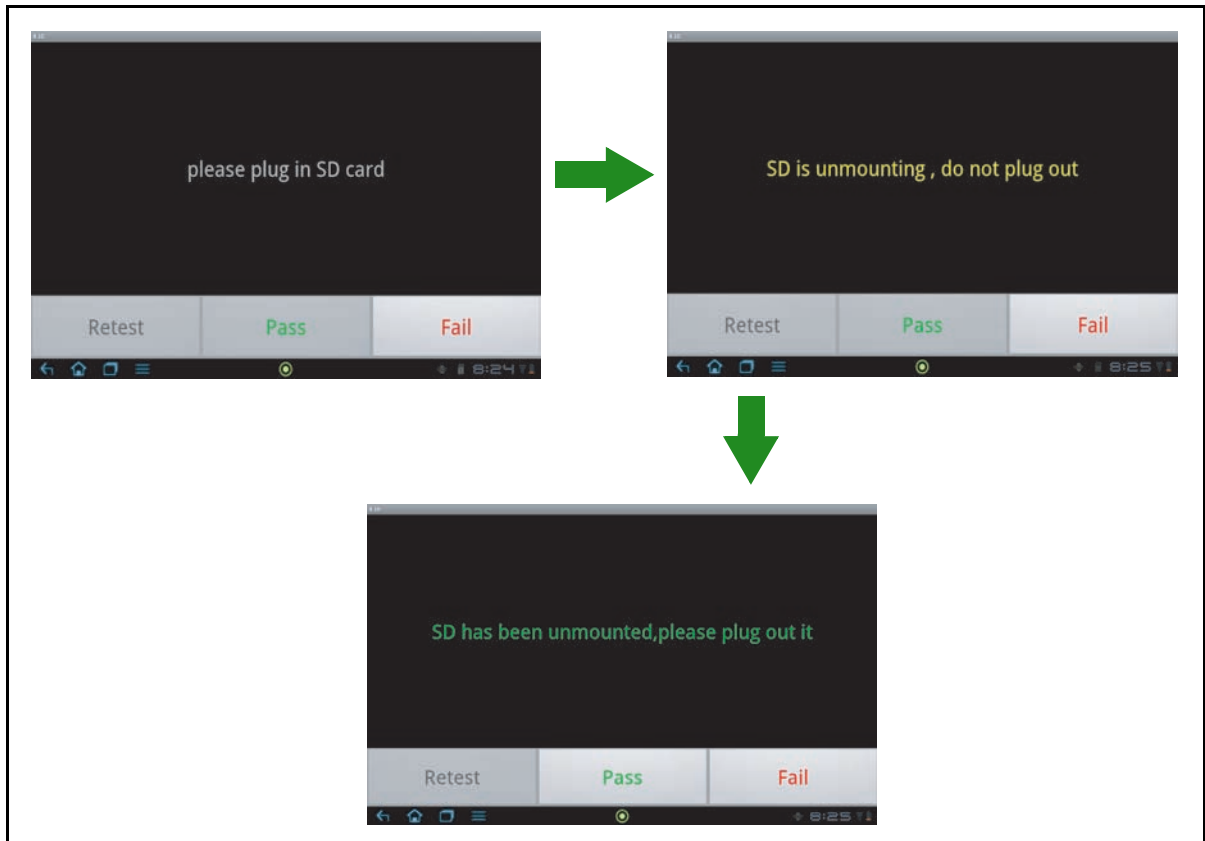 please plug in SD card
Retest Pass Fail
8:24
SD is unmounting , do not plug out
Retest Pass Fail
8:25
SD has been unmounted,please plug out it
Retest Pass Fail
8:25